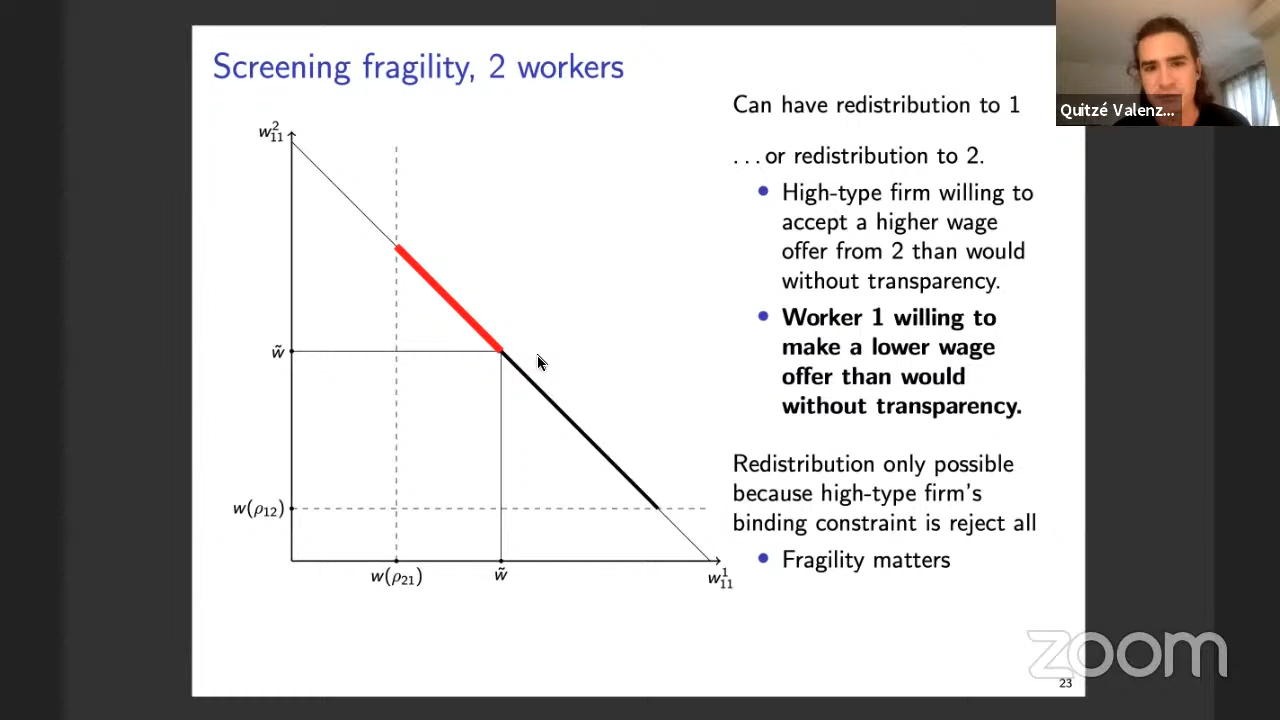 Screening fragility, 2 workers
w²₁₁
w̃
w(ρ₁₂)
w(ρ₂₁)
w̃
w¹₁₁
Can have redistribution to 1
...or redistribution to 2.
• High-type firm willing to
accept a higher wage
offer from 2 than would
without transparency.
• Worker 1 willing to
make a lower wage
offer than would
without transparency.
Redistribution only possible
because high-type firm's
binding constraint is reject all
• Fragility matters
23
Quitzé Valenz...
zoom